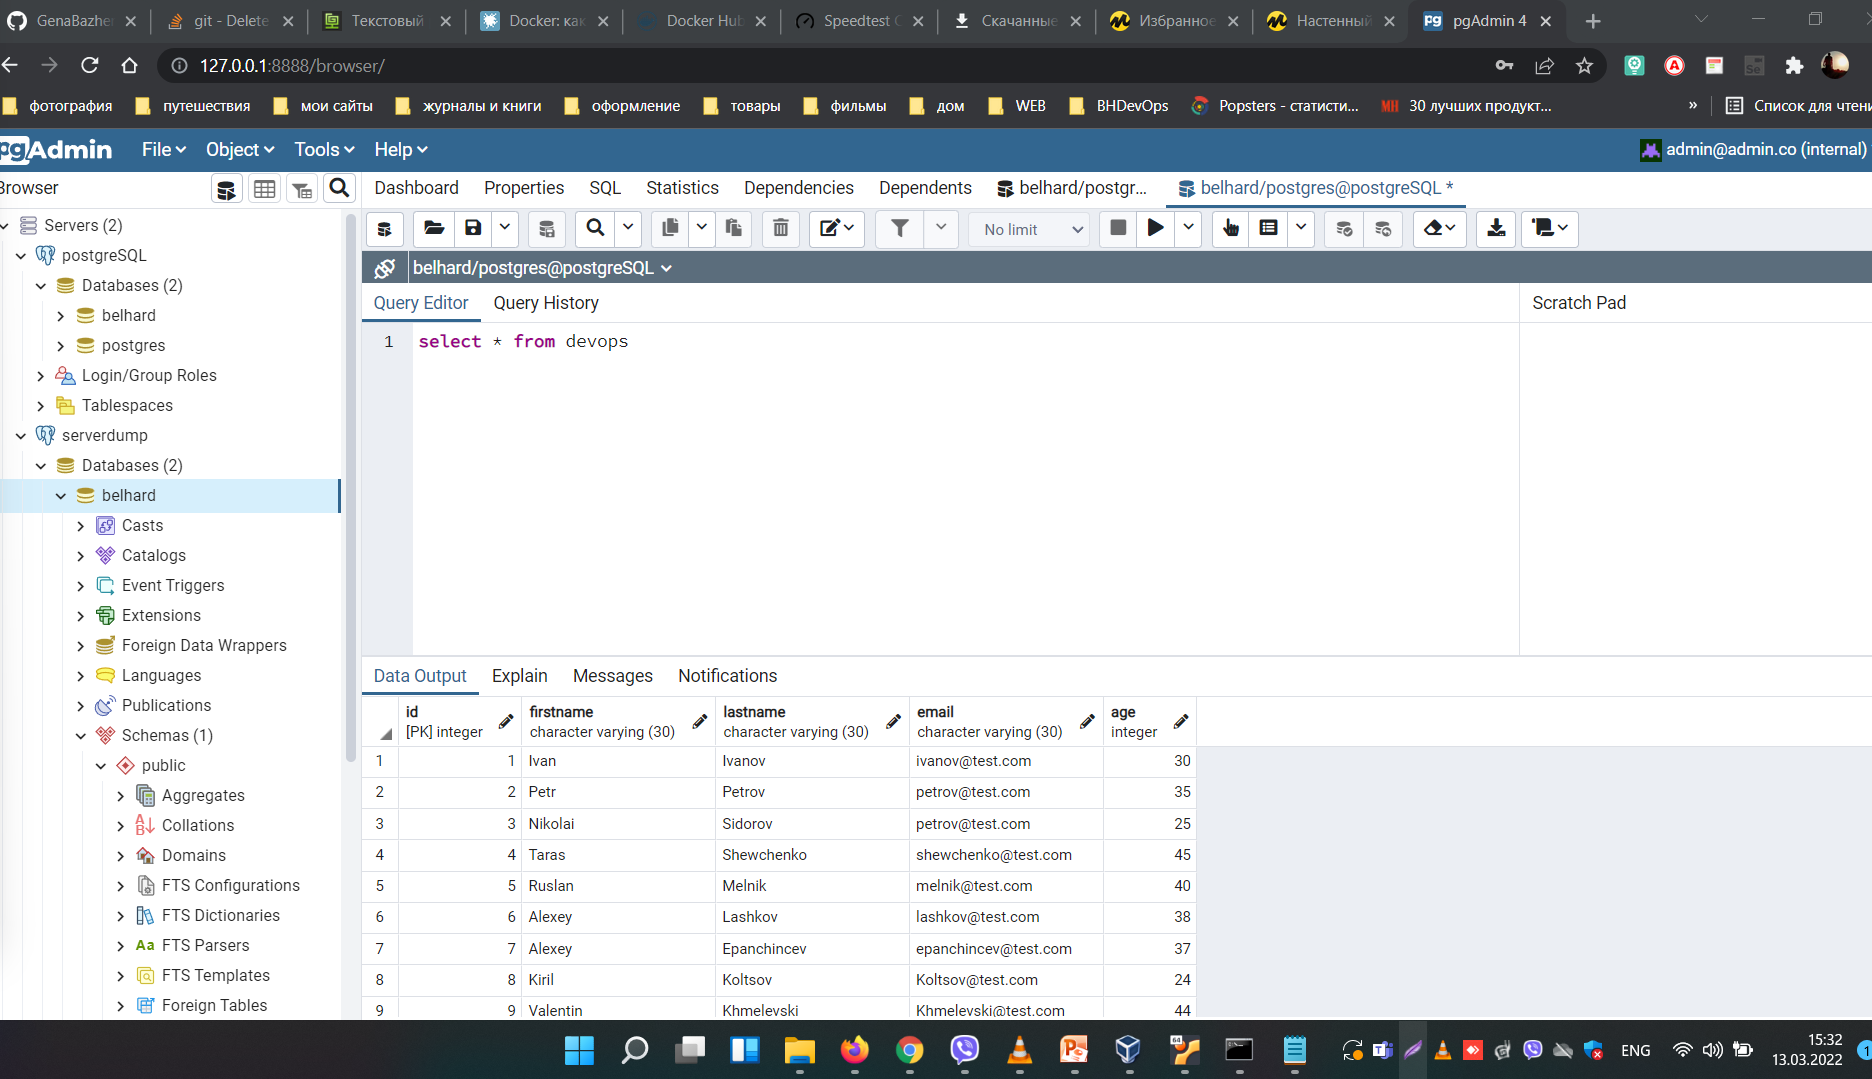 GenaBazhe
git - Delete
Текстовый
Docker: как
Docker Hub
Speedtest
Скачанные
Избранное
Настенный
pgAdmin 4
127.0.0.1:8888/browser/
фотография
путешествия
мои сайты
журналы и книги
оформление
товары
фильмы
дом
WEB
BHDevOps
Popsters - статисти...
MH 30 лучших продукт...
»
Список для чтени
pgAdmin
File
Object
Tools
Help
admin@admin.co (internal)
Browser
Dashboard
Properties
SQL
Statistics
Dependencies
Dependents
belhard/postgr...
belhard/postgres@postgreSQL *
No limit
belhard/postgres@postgreSQL
Query Editor
Query History
Scratch Pad
1 select * from devops
Servers (2)
postgreSQL
Databases (2)
belhard
postgres
Login/Group Roles
Tablespaces
serverdump
Databases (2)
belhard
Casts
Catalogs
Event Triggers
Extensions
Foreign Data Wrappers
Languages
Publications
Schemas (1)
public
Aggregates
Collations
Domains
FTS Configurations
FTS Dictionaries
Aa FTS Parsers
FTS Templates
Foreign Tables
Data Output
Explain
Messages
Notifications
id [PK] integer
firstname character varying (30)
lastname character varying (30)
email character varying (30)
age integer
1 1 Ivan Ivanov ivanov@test.com 30
2 2 Petr Petrov petrov@test.com 35
3 3 Nikolai Sidorov petrov@test.com 25
4 4 Taras Shewchenko shewchenko@test.com 45
5 5 Ruslan Melnik melnik@test.com 40
6 6 Alexey Lashkov lashkov@test.com 38
7 7 Alexey Epanchincev epanchincev@test.com 37
8 8 Kiril Koltsov Koltsov@test.com 24
9 9 Valentin Khmelevski Khmelevski@test.com 44
ENG
15:32
13.03.2022